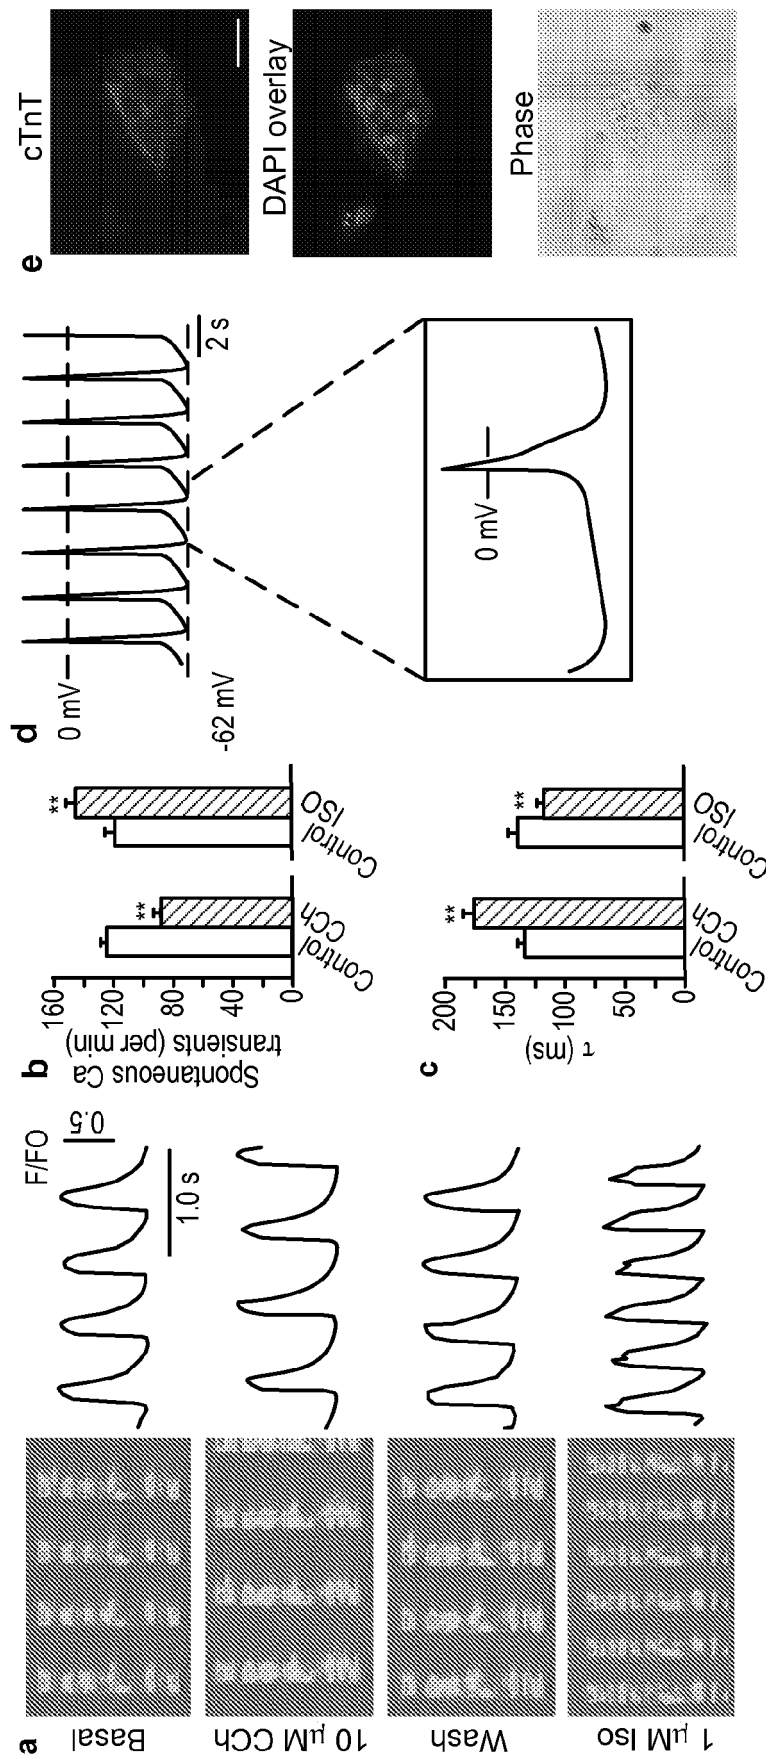 a
Basal
10 µM CCh
Wash
1 µM Iso
F/FO
0.5
1.0 s
b
Spontaneous Ca
transients (per min)
160
120
80
40
0
**
**
Control
CCh
Control
ISO
c
τ (ms)
200
150
100
50
0
**
**
Control
CCh
Control
ISO
d
0 mV
-62 mV
2 s
0 mV
e
cTnT
DAPI overlay
Phase